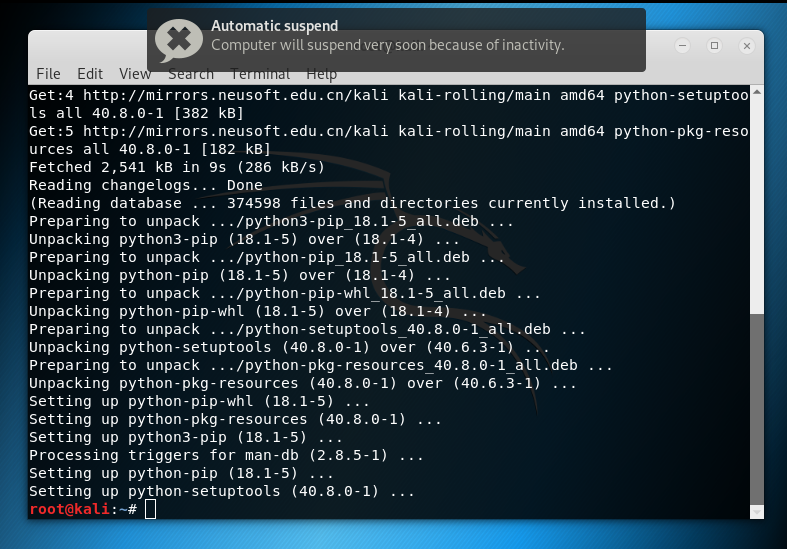 Automatic suspend
Computer will suspend very soon because of inactivity.
File Edit View Search Terminal Help
Get:4 http://mirrors.neusoft.edu.cn/kali kali-rolling/main amd64 python-setuptoo
ls all 40.8.0-1 [382 kB]
Get:5 http://mirrors.neusoft.edu.cn/kali kali-rolling/main amd64 python-pkg-reso
urces all 40.8.0-1 [182 kB]
Fetched 2,541 kB in 9s (286 kB/s)
Reading changelogs... Done
(Reading database ... 374598 files and directories currently installed.)
Preparing to unpack .../python3-pip_18.1-5_all.deb ...
Unpacking python3-pip (18.1-5) over (18.1-4) ...
Preparing to unpack .../python-pip_18.1-5_all.deb ...
Unpacking python-pip (18.1-5) over (18.1-4) ...
Preparing to unpack .../python-pip-whl_18.1-5_all.deb ...
Unpacking python-pip-whl (18.1-5) over (18.1-4) ...
Preparing to unpack .../python-setuptools_40.8.0-1_all.deb ...
Unpacking python-setuptools (40.8.0-1) over (40.6.3-1) ...
Preparing to unpack .../python-pkg-resources_40.8.0-1_all.deb ...
Unpacking python-pkg-resources (40.8.0-1) over (40.6.3-1) ...
Setting up python-pip-whl (18.1-5) ...
Setting up python-pkg-resources (40.8.0-1) ...
Setting up python3-pip (18.1-5) ...
Processing triggers for man-db (2.8.5-1) ...
Setting up python-pip (18.1-5) ...
Setting up python-setuptools (40.8.0-1) ...
root@kali:~#